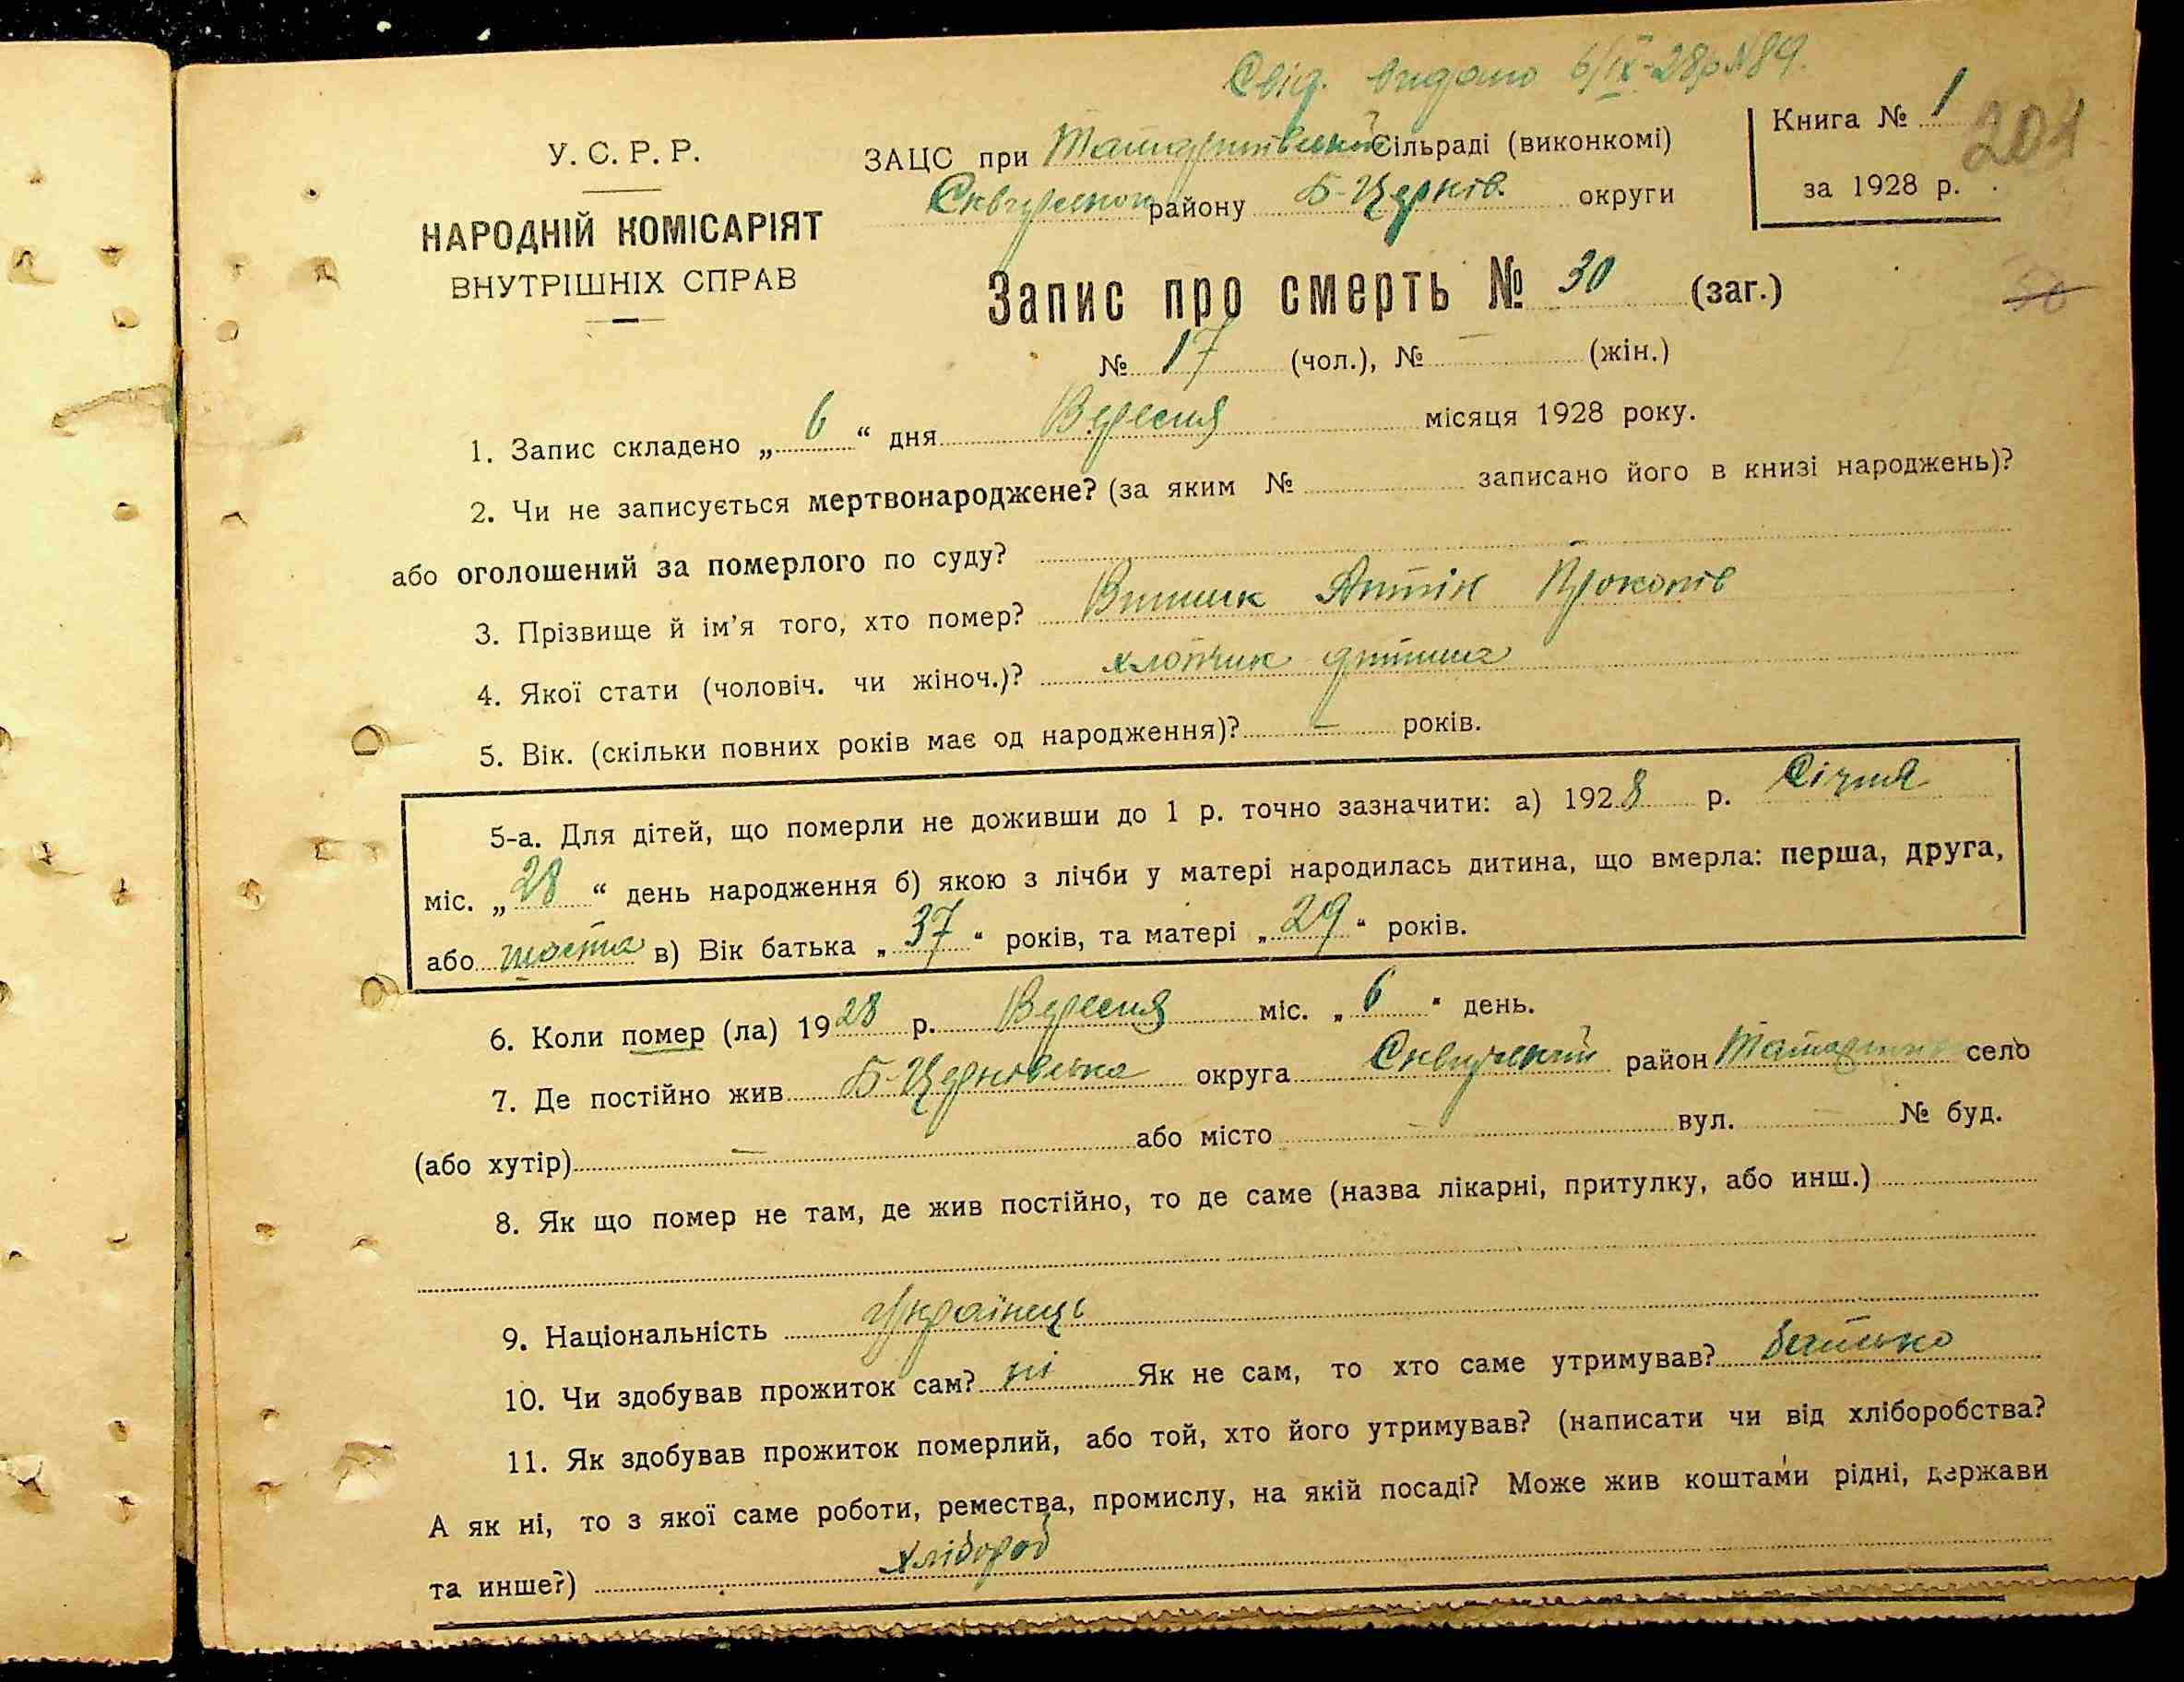 Свід. видано 6/IX-28р №89.
У. С. Р. Р.
НАРОДНІЙ КОМІСАРІЯТ
ВНУТРІШНІХ СПРАВ
ЗАЦС при Сільраді (виконкомі)
Сквирськом району Б-Церків. округи
Книга № 1
204
за 1928 р.
Запис про смерть № 30 (заг.)
30
№ 17 (чол.), № – (жін.)
1. Запис складено „ 6 “ дня Вересня місяця 1928 року.
2. Чи не записується мертвонароджене? (за яким № записано його в книзі народжень)?
або оголошений за померлого по суду?
3. Прізвище й ім'я того, хто помер? Антін Прокопів
4. Якої стати (чоловіч. чи жіноч.)? хлопчик дитина
5. Вік. (скільки повних років має од народження)? – років.
5-а. Для дітей, що померли не доживши до 1 р. точно зазначити: а) 1928 р. Січня
міс. „ 28 “ день народження б) якою з лічби у матері народилась дитина, що вмерла: перша, друга,
або шоста в) Вік батька „ 37 “ років, та матері „ 29 “ років.
6. Коли помер (ла) 1928 р. Вересня міс. „ 6 “ день.
7. Де постійно жив Б-Церківська округа Сквирський район село
(або хутір) – або місто – вул. – № буд.
8. Як що помер не там, де жив постійно, то де саме (назва лікарні, притулку, або инш.)
9. Національність Українець
10. Чи здобував прожиток сам? ні Як не сам, то хто саме утримував? батько
11. Як здобував прожиток померлий, або той, хто його утримував? (написати чи від хліборобства?
А як ні, то з якої саме роботи, ремества, промислу, на якій посаді? Може жив коштами рідні, держави
та инше?) хлібороб